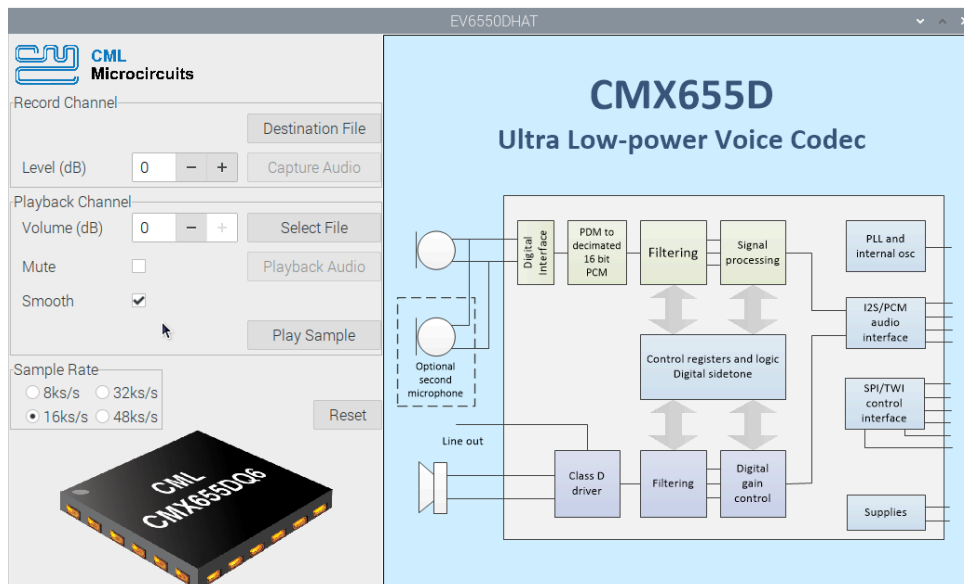 EV6550DHAT
CML
Microcircuits
Record Channel
Destination File
Level (dB)
0
−
+
Capture Audio
Playback Channel
Volume (dB)
0
−
+
Select File
Mute
Playback Audio
Smooth
Play Sample
Sample Rate
8ks/s
32ks/s
16ks/s
48ks/s
Reset
CML
CMX655DQ6
CMX655D
Ultra Low-power Voice Codec
Digital
Interface
PDM to
decimated
16 bit
PCM
Filtering
Signal
processing
PLL and
internal osc
I2S/PCM
audio
interface
Control registers and logic
Digital sidetone
Optional
second
microphone
SPI/TWI
control
interface
Line out
Class D
driver
Filtering
Digital
gain
control
Supplies